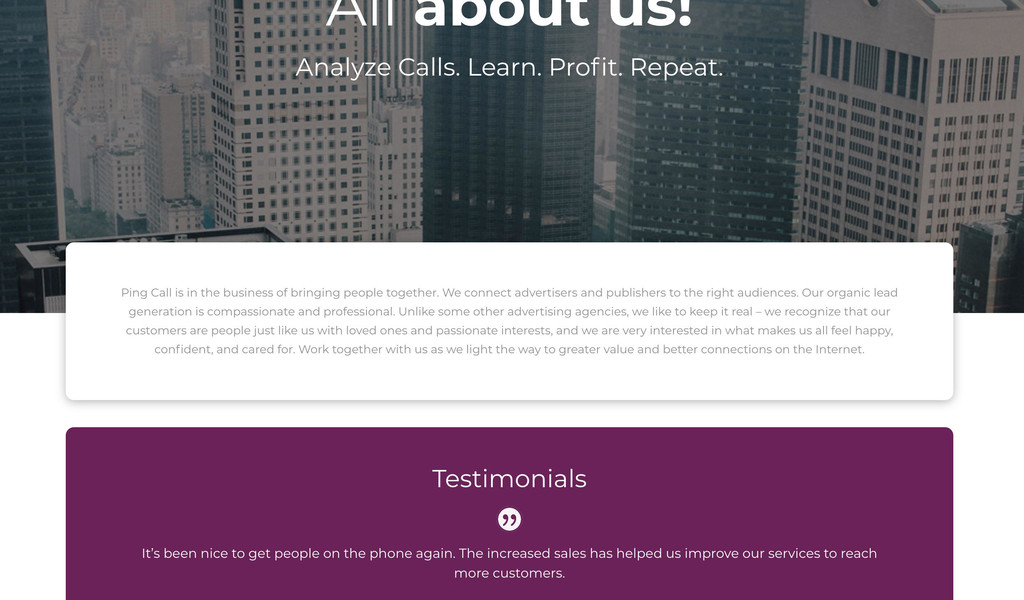 All about us!
Analyze Calls. Learn. Profit. Repeat.
Ping Call is in the business of bringing people together. We connect advertisers and publishers to the right audiences. Our organic lead
generation is compassionate and professional. Unlike some other advertising agencies, we like to keep it real – we recognize that our
customers are people just like us with loved ones and passionate interests, and we are very interested in what makes us all feel happy,
confident, and cared for. Work together with us as we light the way to greater value and better connections on the Internet.
Testimonials
It’s been nice to get people on the phone again. The increased sales has helped us improve our services to reach
more customers.